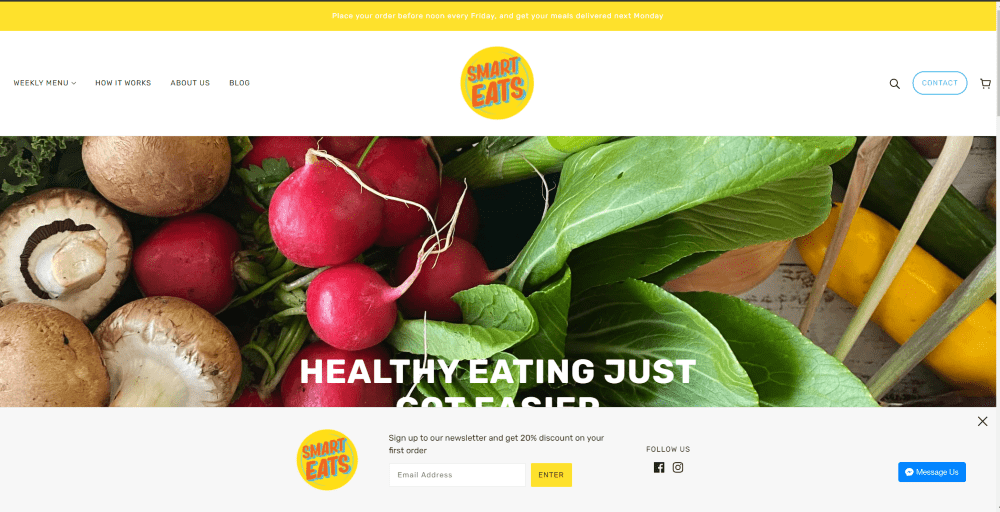 Place your order before noon every Friday, and get your meals delivered next Monday
WEEKLY MENU
HOW IT WORKS
ABOUT US
BLOG
SMART
EATS
CONTACT
HEALTHY EATING JUST
GOT EASIER
SMART
EATS
Sign up to our newsletter and get 20% discount on your
first order
Email Address
ENTER
FOLLOW US
Message Us